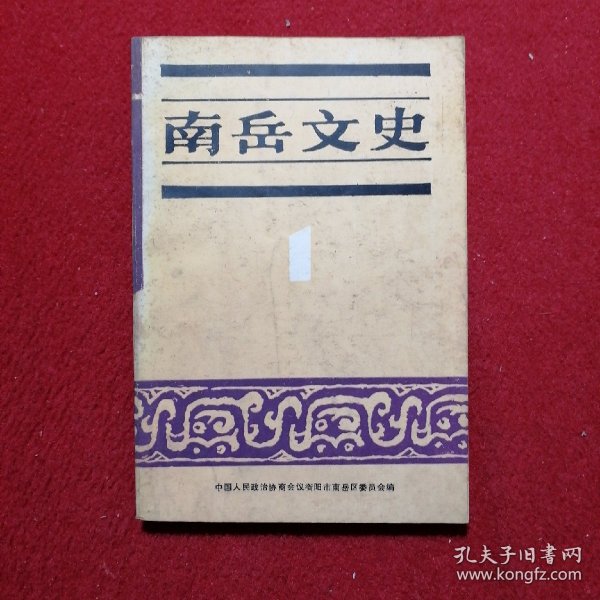 南岳文史
1
中国人民政治协商会议衡阳市南岳区委员会编
孔夫子旧书网
www.kongfz.com